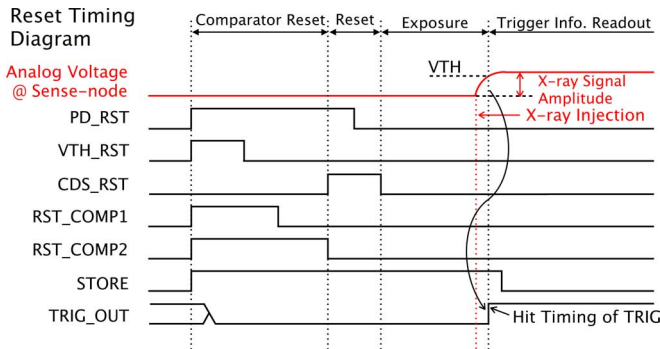 Reset Timing
Diagram
Comparator Reset
Reset
Exposure
Trigger Info. Readout
Analog Voltage
@ Sense-node
VTH
X-ray Signal
Amplitude
X-ray Injection
PD_RST
VTH_RST
CDS_RST
RST_COMP1
RST_COMP2
STORE
TRIG_OUT
Hit Timing of TRIG